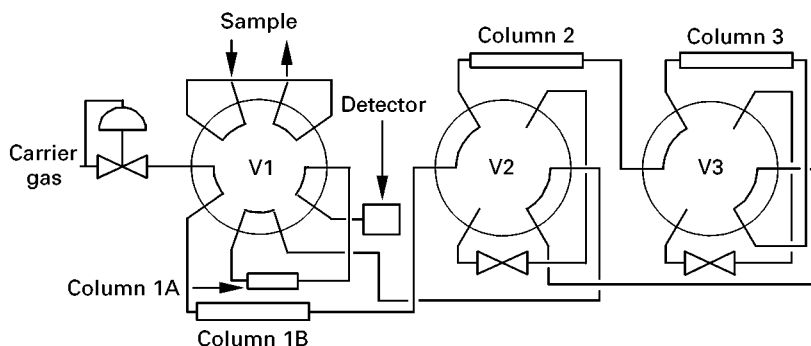 Sample
Column 2
Column 3
Detector
Carrier
gas
V1
V2
V3
Column 1A
Column 1B